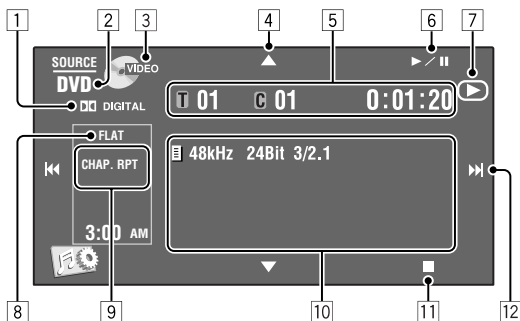 1 2 3 4 5 6 7
SOURCE
DVD
VIDEO
DIGITAL
T 01 C 01 0:01:20
FLAT
CHAP. RPT
48kHz 24Bit 3/2.1
3:00 AM
8 9 10 11 12